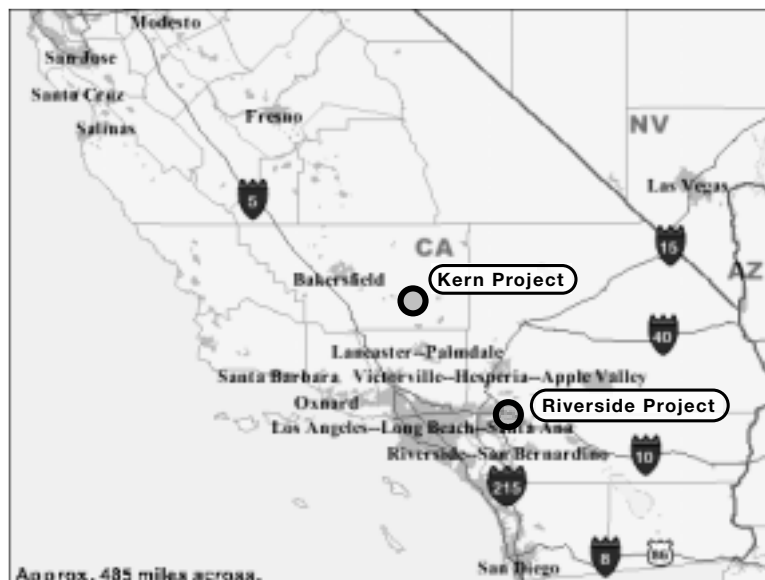 Modesto
San Jose
Santa Cruz
Fresno
Salinas
NV
Las Vegas
5
CA
15
AZ
Bakersfield
Kern Project
40
Lancaster--Palmdale
Santa Barbara
Victorville--Hesperia--Apple Valley
Oxnard
Riverside Project
Los Angeles--Long Beach--Santa Ana
Riverside--San Bernardino
10
215
San Diego
8
86
Approx. 485 miles across.